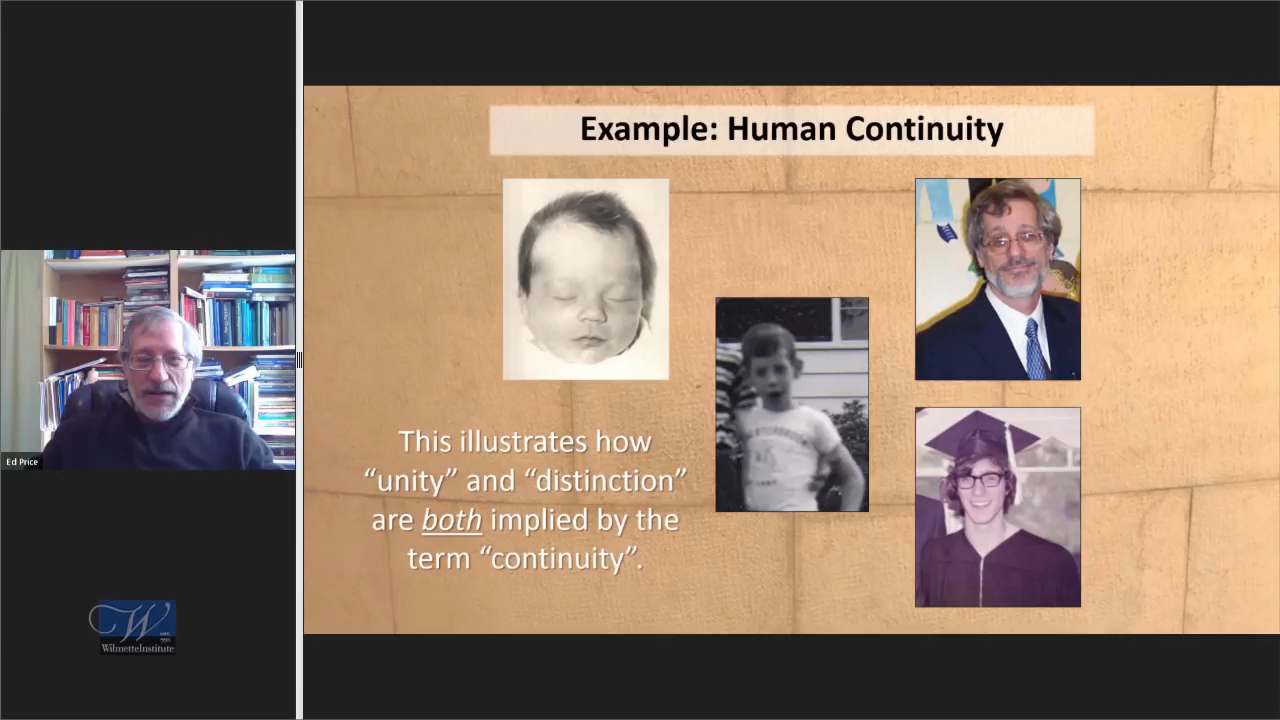 Example: Human Continuity
This illustrates how
“unity” and “distinction”
are both implied by the
term “continuity”.
Ed Price
W
WilmetteInstitute